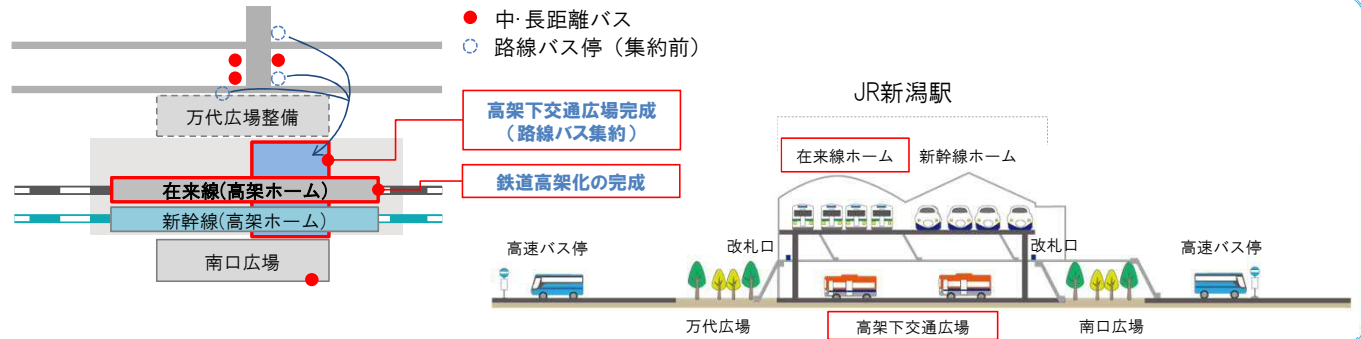 中・長距離バス
路線バス停（集約前）
万代広場整備
高架下交通広場完成
（路線バス集約）
在来線(高架ホーム)
鉄道高架化の完成
新幹線(高架ホーム)
南口広場
JR新潟駅
在来線ホーム
新幹線ホーム
高速バス停
改札口
改札口
高速バス停
万代広場
高架下交通広場
南口広場